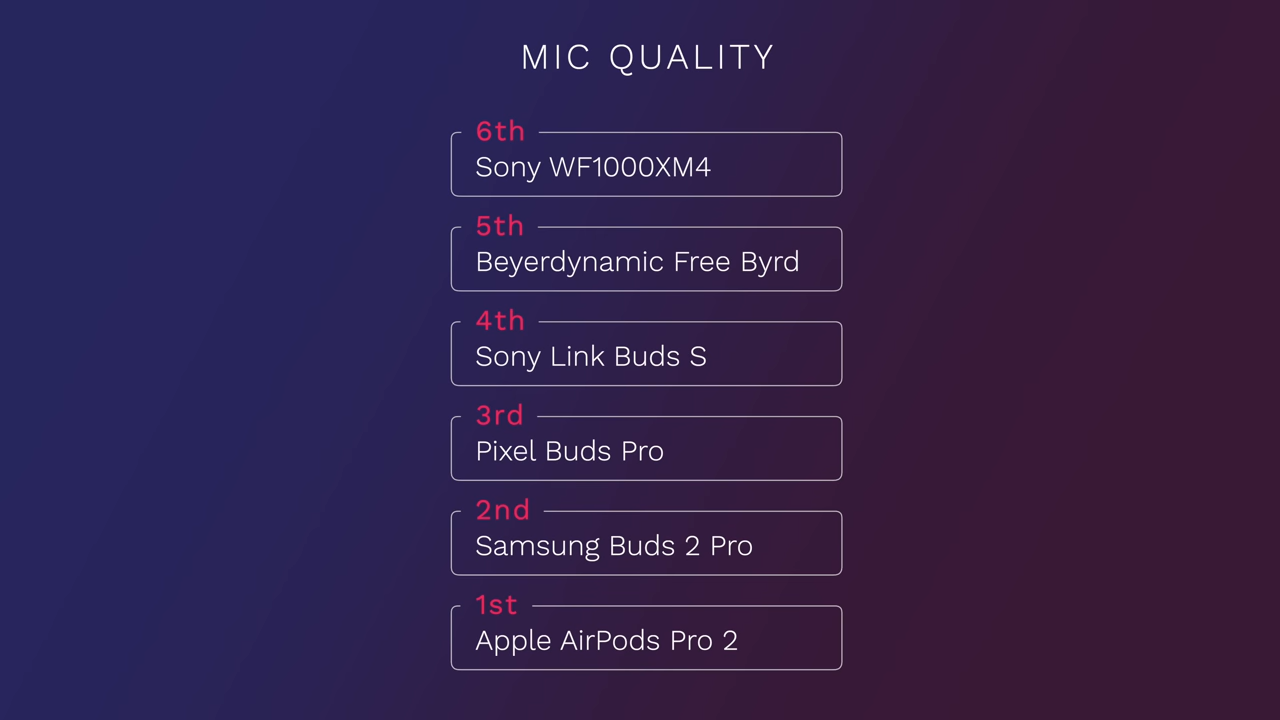 MIC QUALITY
6th
Sony WF1000XM4
5th
Beyerdynamic Free Byrd
4th
Sony Link Buds S
3rd
Pixel Buds Pro
2nd
Samsung Buds 2 Pro
1st
Apple AirPods Pro 2